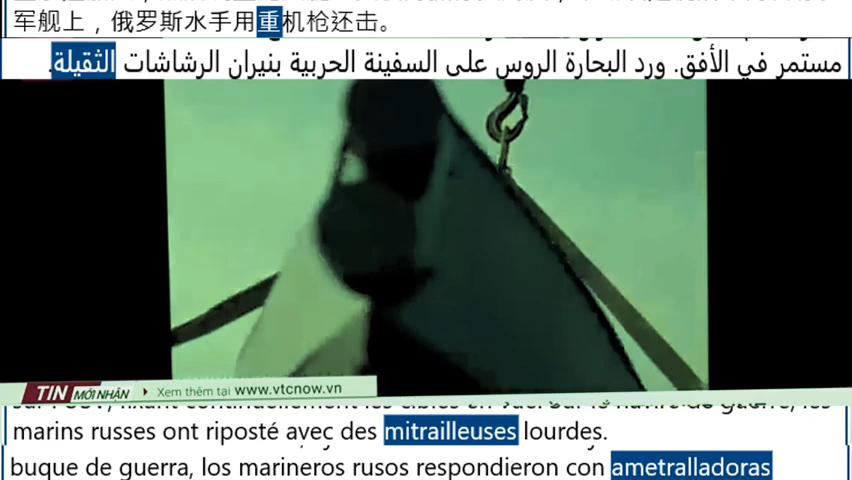 军舰上，俄罗斯水手用重机枪还击。
مستمر في الأفق. ورد البحارة الروس على السفينة الحربية بنيران الرشاشات الثقيلة.
TIN MỚI NHẬN Xem thêm tại www.vtcnow.vn
marins russes ont riposté avec des mitrailleuses lourdes.
buque de guerra, los marineros rusos respondieron con ametralladoras